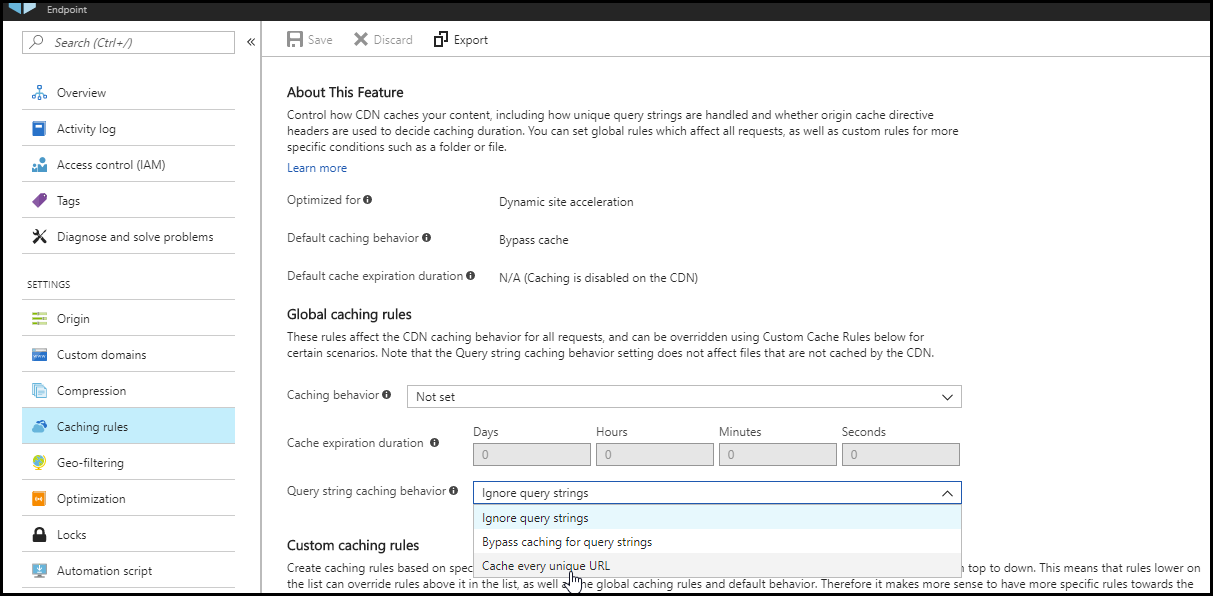 Endpoint
Search (Ctrl+/)
«
Overview
Activity log
Access control (IAM)
Tags
Diagnose and solve problems
SETTINGS
Origin
Custom domains
Compression
Caching rules
Geo-filtering
Optimization
Locks
Automation script
Save Discard Export
About This Feature
Control how CDN caches your content, including how unique query strings are handled and whether origin cache directive
headers are used to decide caching duration. You can set global rules which affect all requests, as well as custom rules for more
specific conditions such as a folder or file.
Learn more
Optimized for Dynamic site acceleration
Default caching behavior Bypass cache
Default cache expiration duration N/A (Caching is disabled on the CDN)
Global caching rules
These rules affect the CDN caching behavior for all requests, and can be overridden using Custom Cache Rules below for
certain scenarios. Note that the Query string caching behavior setting does not affect files that are not cached by the CDN.
Caching behavior Not set
Days Hours Minutes Seconds
Cache expiration duration 0 0 0 0
Query string caching behavior Ignore query strings
Ignore query strings
Bypass caching for query strings
Cache every unique URL
Custom caching rules
Create caching rules based on top to down. This means that rules lower on
the list can override rules above it in the list, as well global caching rules and default behavior. Therefore it makes more sense to have more specific rules towards the